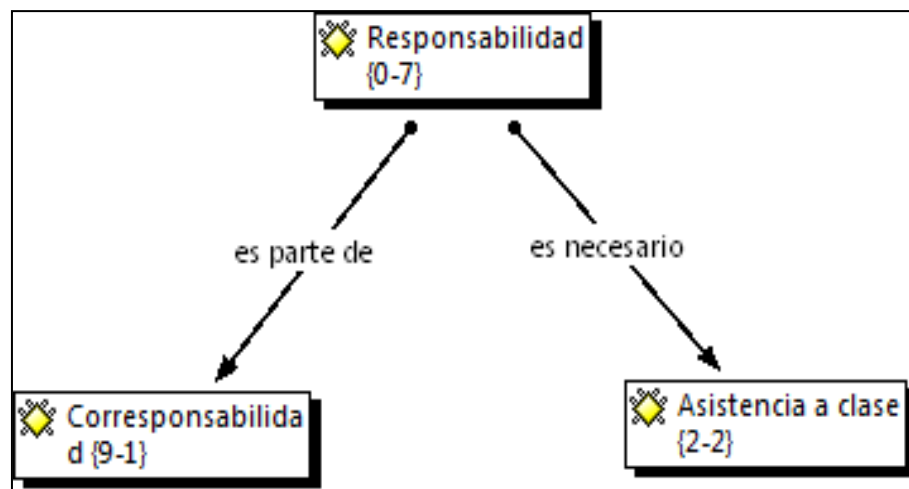 Responsabilidad
{0-7}
es parte de
es necesario
Corresponsabilida
d {9-1}
Asistencia a clase
{2-2}